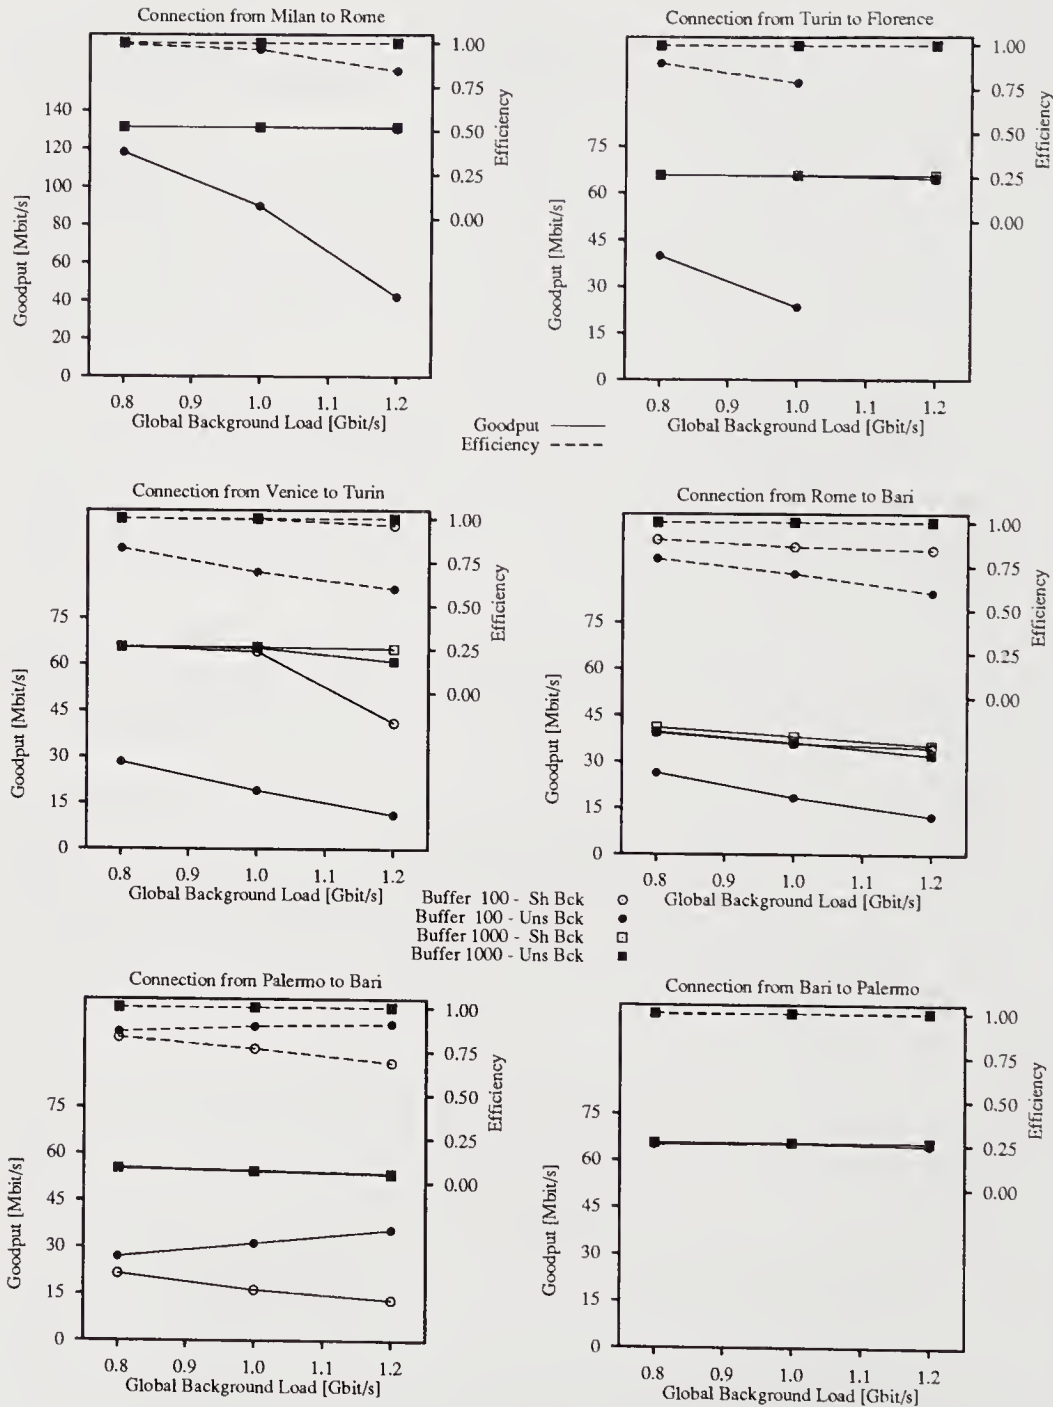 Connection from Milan to Rome
Goodput [Mbit/s]
140
120
100
80
60
40
20
0
1.00
0.75
0.50
0.25
0.00
Efficiency
0.8 0.9 1.0 1.1 1.2
Global Background Load [Gbit/s]
Connection from Turin to Florence
Goodput [Mbit/s]
75
60
45
30
15
0
1.00
0.75
0.50
0.25
0.00
Efficiency
0.8 0.9 1.0 1.1 1.2
Global Background Load [Gbit/s]
Goodput
Efficiency
Connection from Venice to Turin
Goodput [Mbit/s]
75
60
45
30
15
0
1.00
0.75
0.50
0.25
0.00
Efficiency
0.8 0.9 1.0 1.1 1.2
Global Background Load [Gbit/s]
Connection from Rome to Bari
Goodput [Mbit/s]
75
60
45
30
15
0
1.00
0.75
0.50
0.25
0.00
Efficiency
0.8 0.9 1.0 1.1 1.2
Global Background Load [Gbit/s]
Buffer 100 - Sh Bck
Buffer 100 - Uns Bck
Buffer 1000 - Sh Bck
Buffer 1000 - Uns Bck
Connection from Palermo to Bari
Goodput [Mbit/s]
75
60
45
30
15
0
1.00
0.75
0.50
0.25
0.00
Efficiency
0.8 0.9 1.0 1.1 1.2
Global Background Load [Gbit/s]
Connection from Bari to Palermo
Goodput [Mbit/s]
75
60
45
30
15
0
1.00
0.75
0.50
0.25
0.00
Efficiency
0.8 0.9 1.0 1.1 1.2
Global Background Load [Gbit/s]